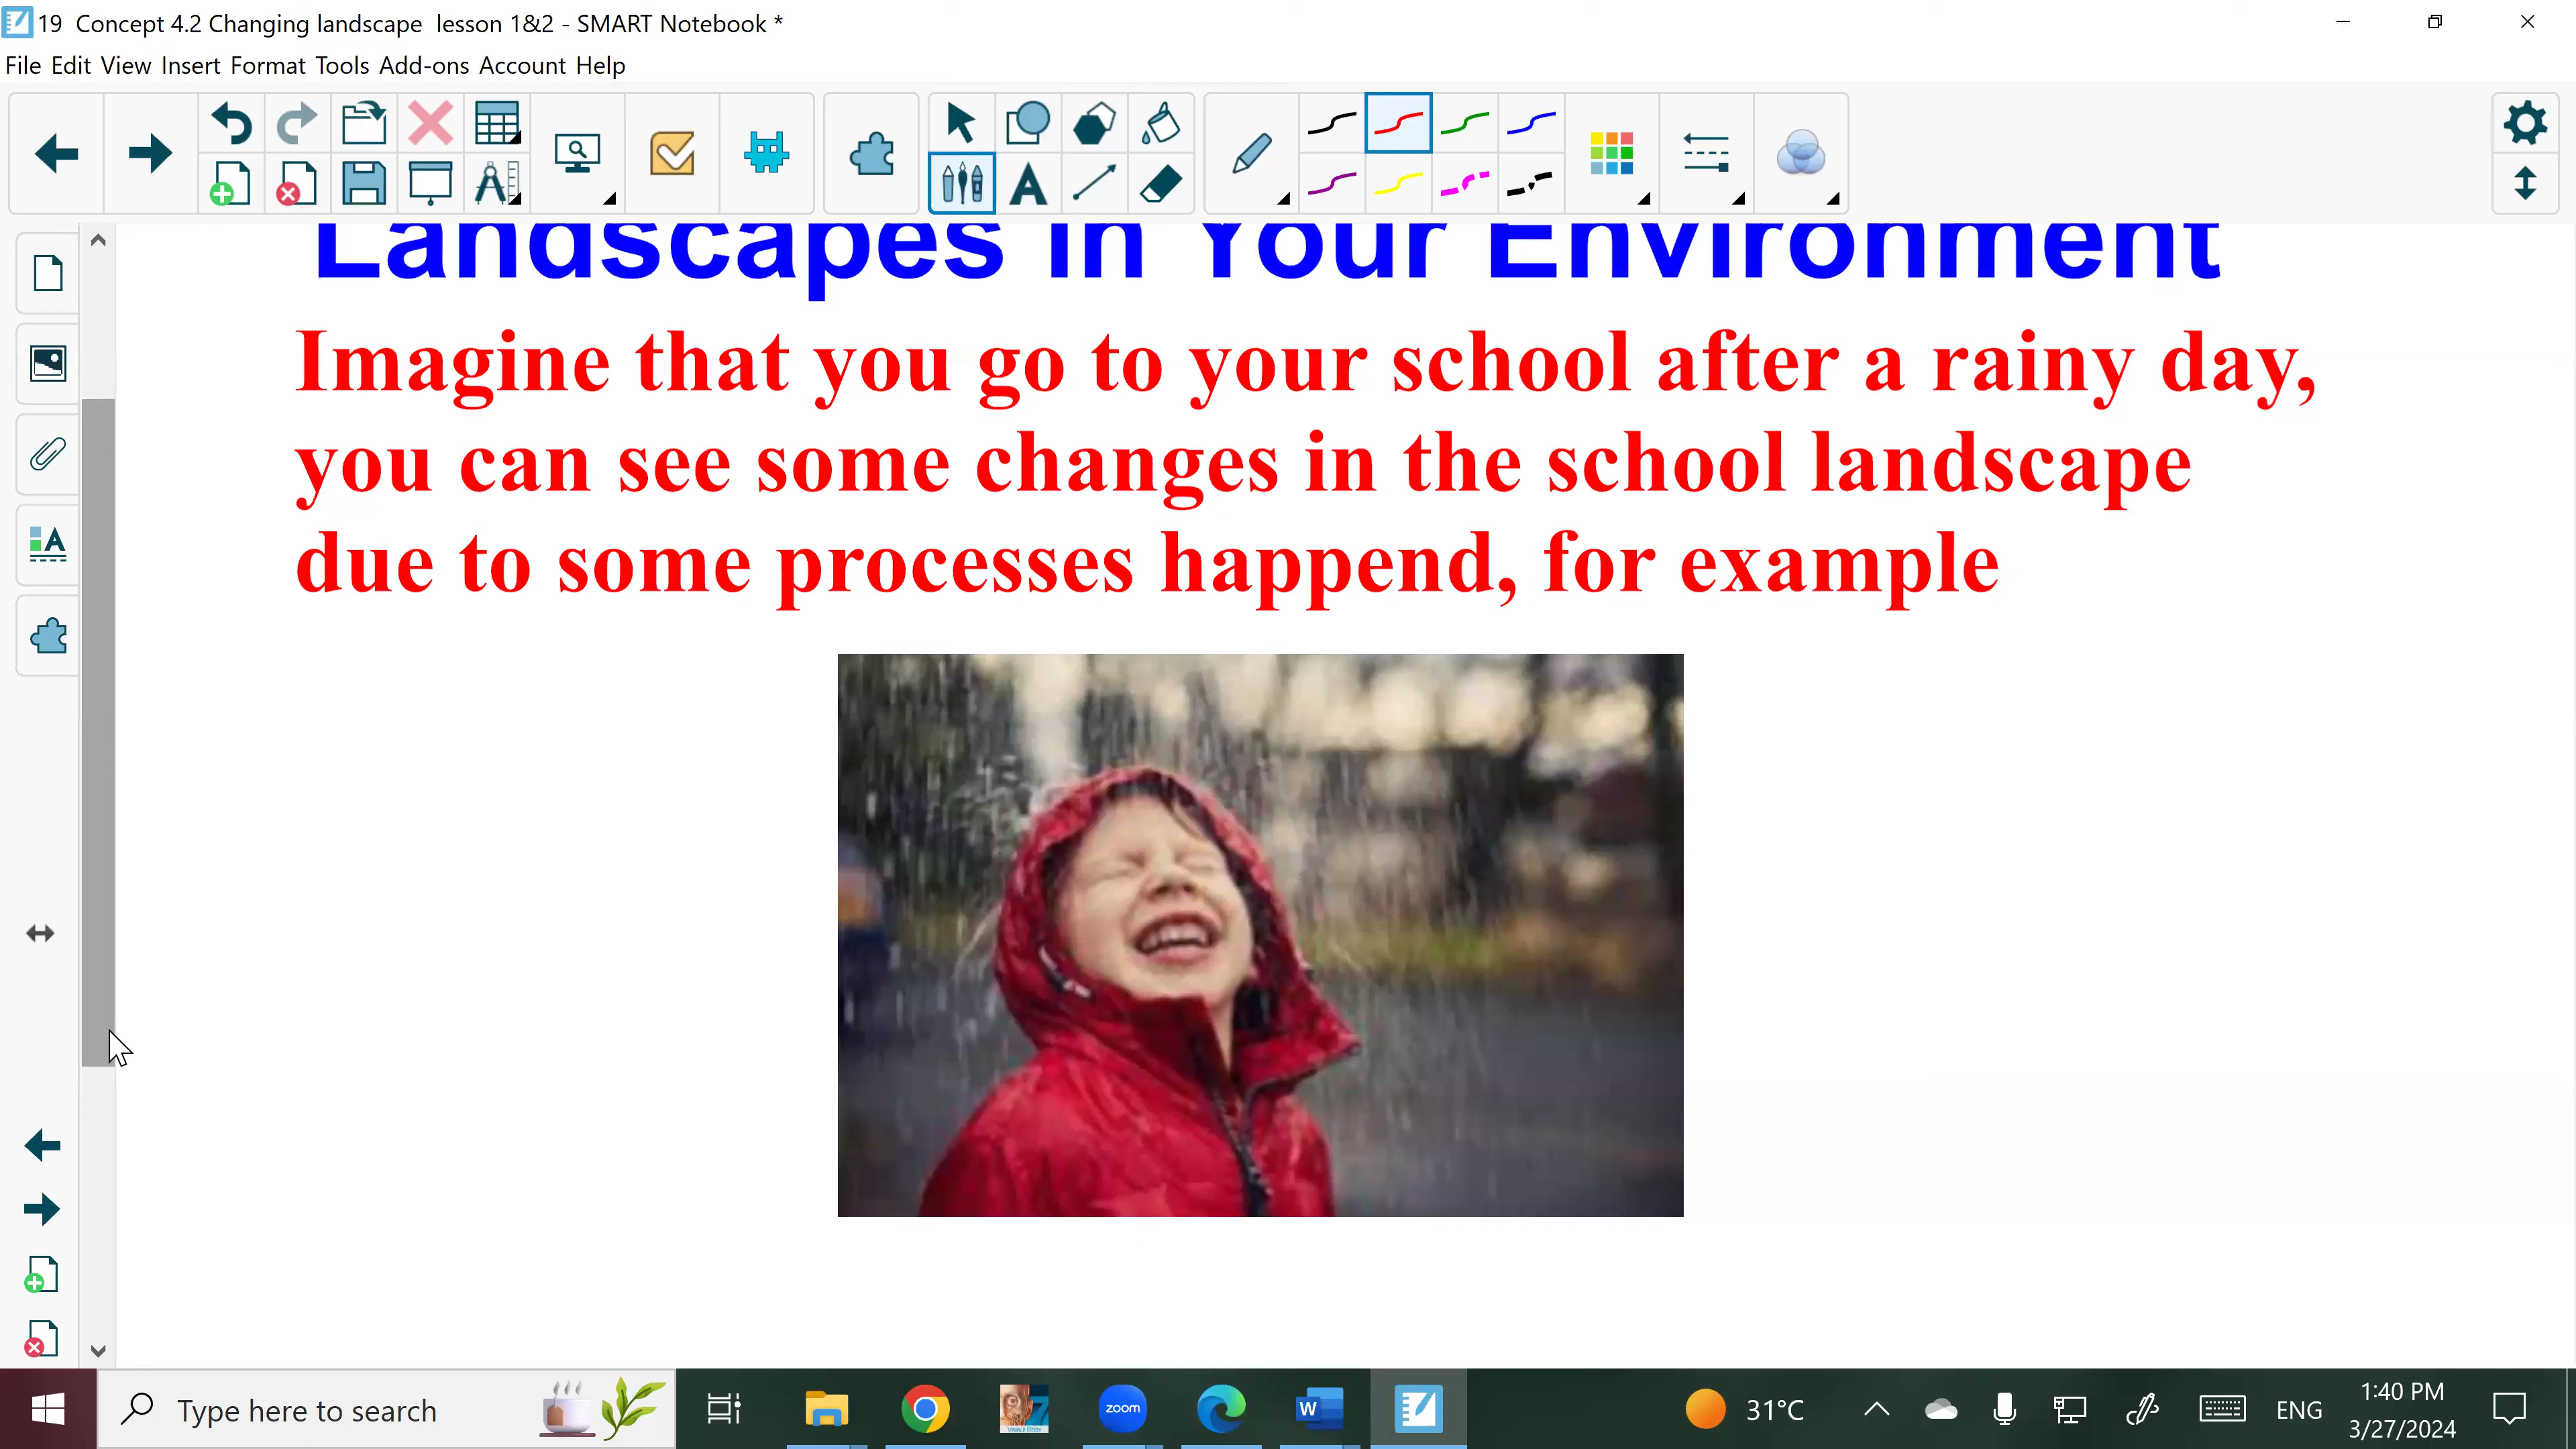 19 Concept 4.2 Changing landscape lesson 1&2 - SMART Notebook *
File Edit View Insert Format Tools Add-ons Account Help
Landscapes in Your Environment
Imagine that you go to your school after a rainy day,
you can see some changes in the school landscape
due to some processes happend, for example
Type here to search
zoom
W
31°C
ENG
1:40 PM
3/27/2024